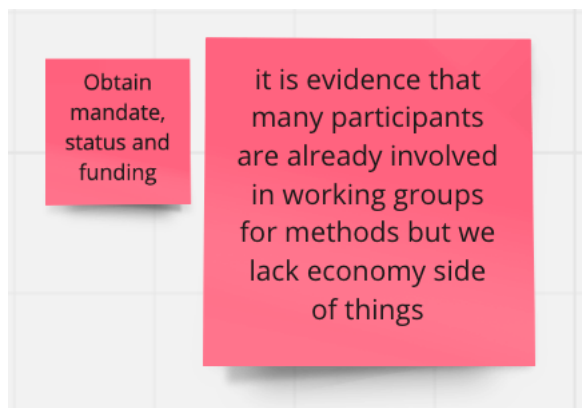 Obtain
mandate,
status and
funding
it is evidence that
many participants
are already involved
in working groups
for methods but we
lack economy side
of things